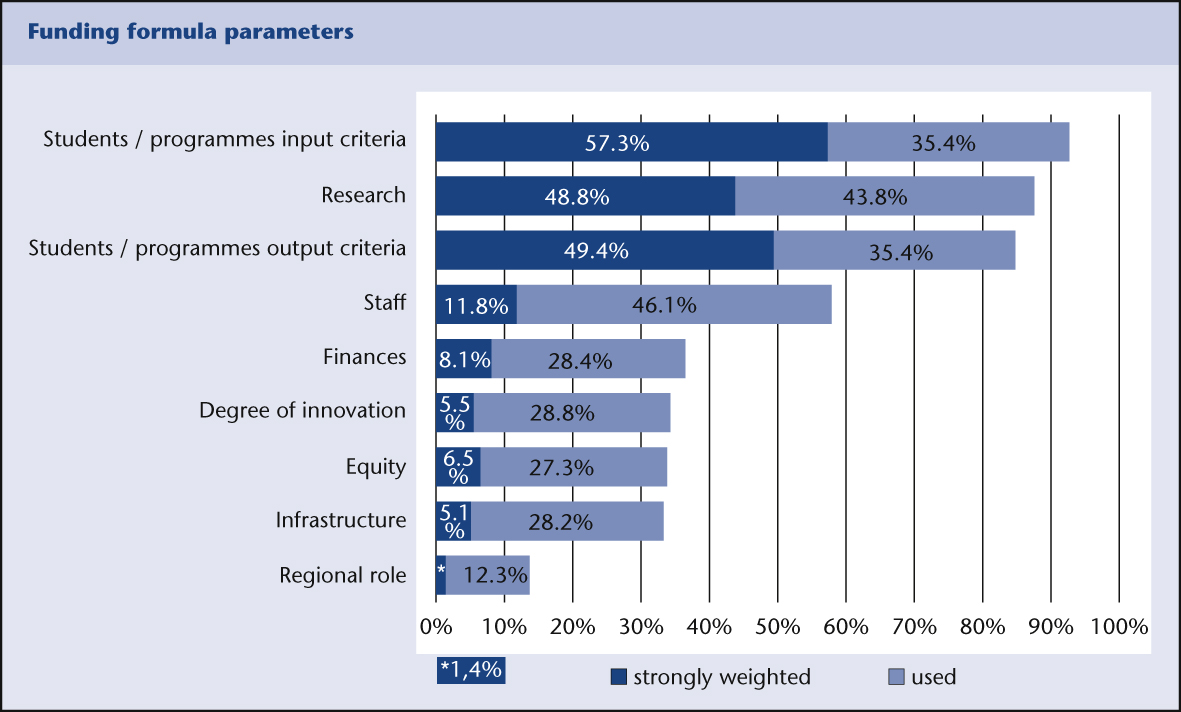 Funding formula parameters
Students / programmes input criteria
57.3%
35.4%
Research
48.8%
43.8%
Students / programmes output criteria
49.4%
35.4%
Staff
11.8%
46.1%
Finances
8.1%
28.4%
Degree of innovation
5.5
%
28.8%
Equity
6.5
%
27.3%
Infrastructure
5.1
%
28.2%
Regional role
*
12.3%
0% 10% 20% 30% 40% 50% 60% 70% 80% 90% 100%
*1,4%
strongly weighted
used